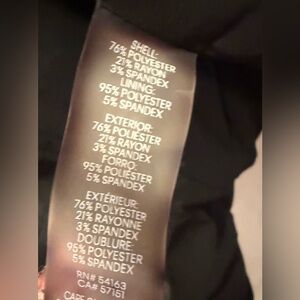 SHELL:
76% POLYESTER
21% RAYON
3% SPANDEX
LINING:
95% POLYESTER
5% SPANDEX
EXTERIOR:
76% POLIÉSTER
21% RAYON
3% SPANDEX
FORRO:
95% POLIÉSTER
5% SPANDEX
EXTÉRIEUR:
76% POLYESTER
21% RAYONNE
3% SPANDEX
DOUBLURE:
95% POLYESTER
5% SPANDEX
RN# 54163
CA# 57151